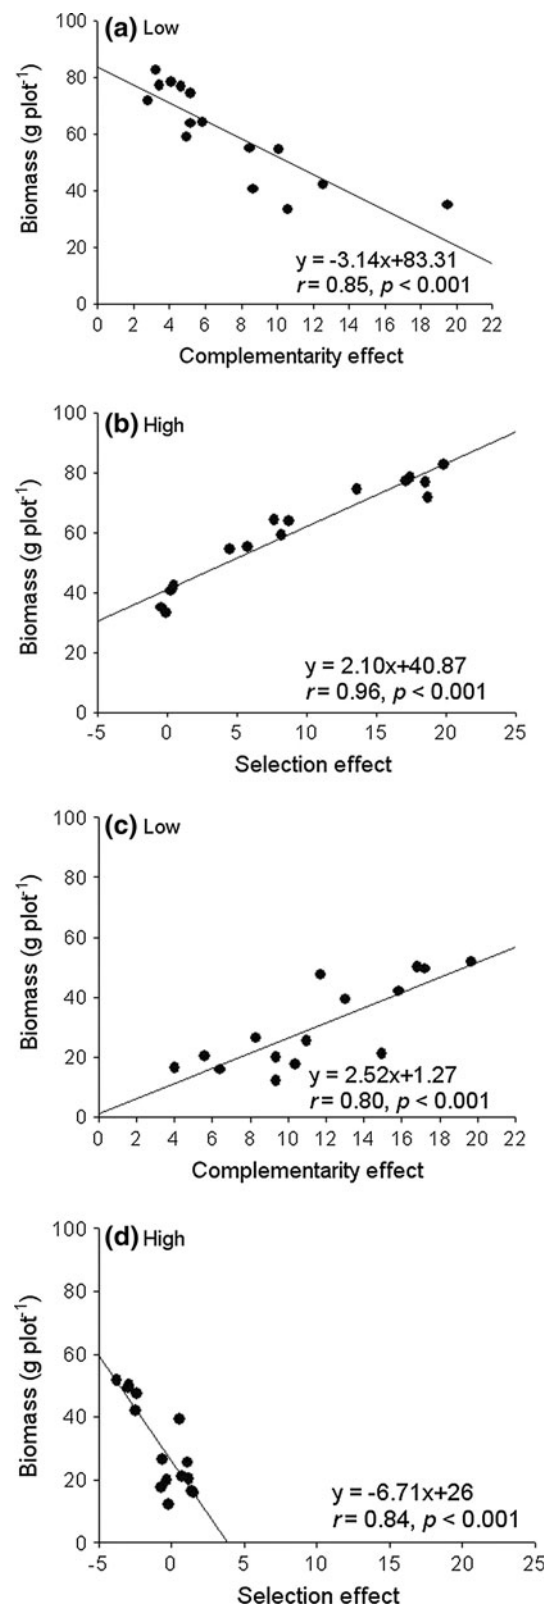 (a) Low
100
80
60
40
20
0
Biomass (g plot-1)
y = -3.14x+83.31
r = 0.85, p < 0.001
0 2 4 6 8 10 12 14 16 18 20 22
Complementarity effect
(b) High
100
80
60
40
20
0
Biomass (g plot-1)
y = 2.10x+40.87
r = 0.96, p < 0.001
-5 0 5 10 15 20 25
Selection effect
(c) Low
100
80
60
40
20
0
Biomass (g plot-1)
y = 2.52x+1.27
r = 0.80, p < 0.001
0 2 4 6 8 10 12 14 16 18 20 22
Complementarity effect
(d) High
100
80
60
40
20
0
Biomass (g plot-1)
y = -6.71x+26
r = 0.84, p < 0.001
-5 0 5 10 15 20 25
Selection effect